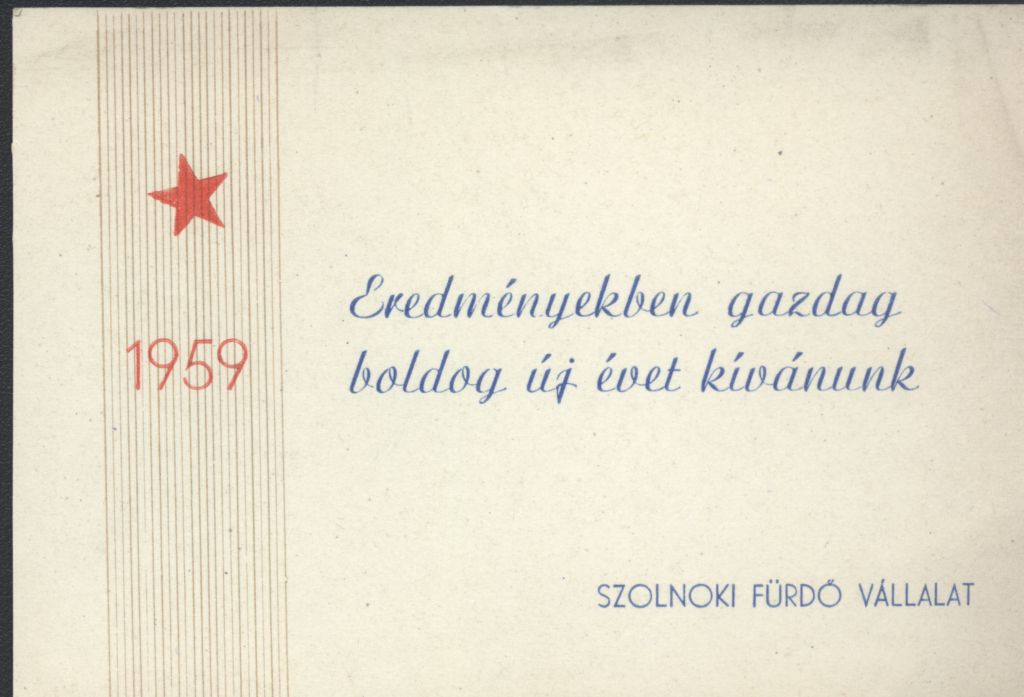 1959
Eredményekben gazdag
boldog új évet kívánunk
SZOLNOKI FÜRDŐ VÁLLALAT